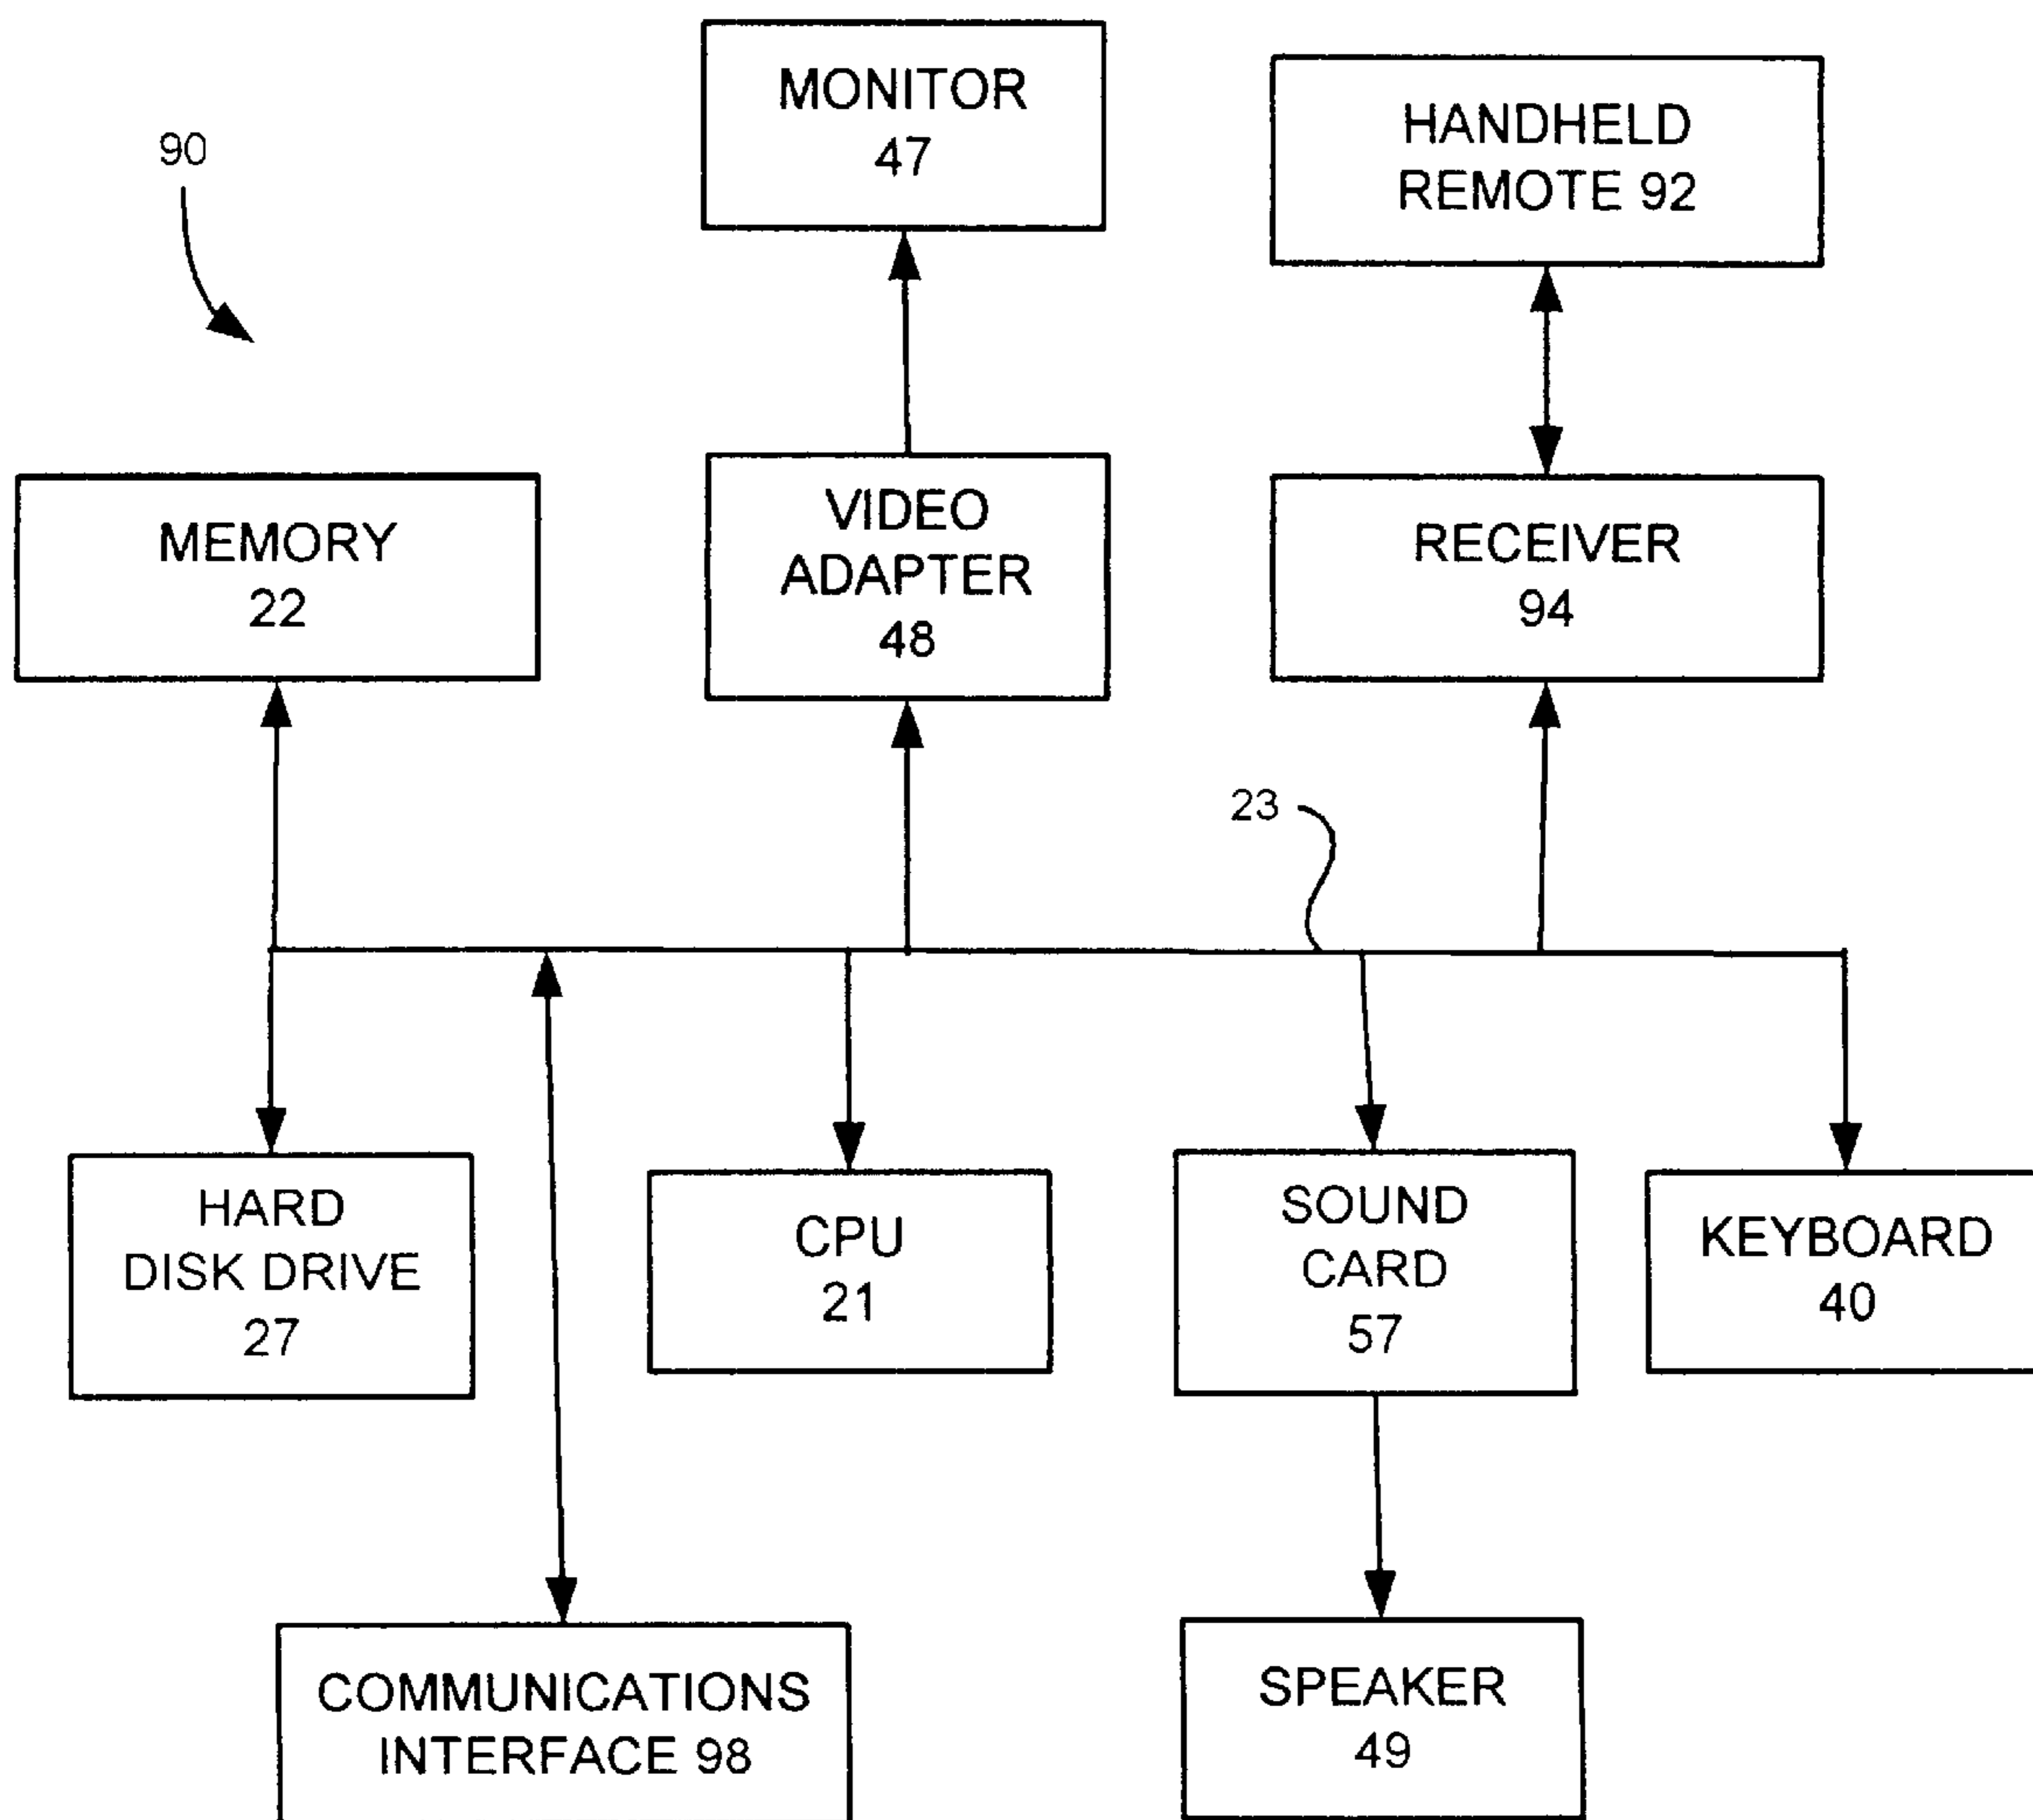 MONITOR
47
HANDHELD
REMOTE 92
90
MEMORY
22
VIDEO
ADAPTER
48
RECEIVER
94
23
HARD
DISK DRIVE
27
CPU
21
SOUND
CARD
57
KEYBOARD
40
COMMUNICATIONS
INTERFACE 98
SPEAKER
49